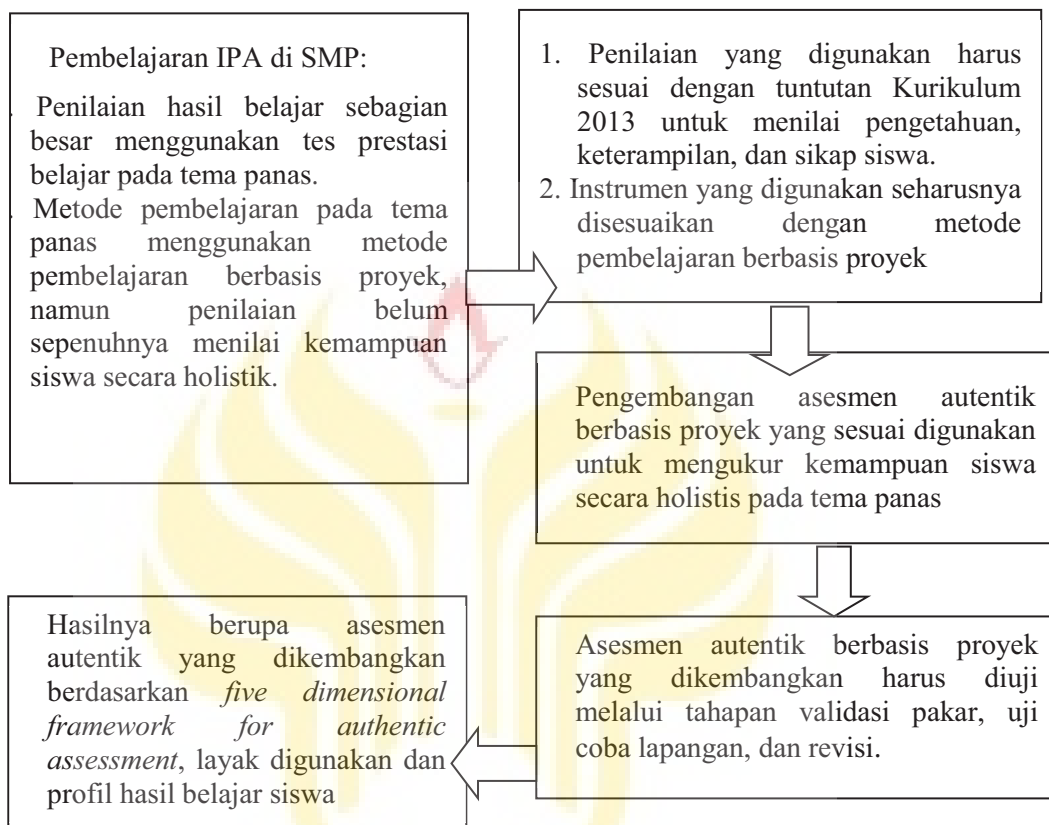 Pembelajaran IPA di SMP:
. Penilaian hasil belajar sebagian
besar menggunakan tes prestasi
belajar pada tema panas.
. Metode pembelajaran pada tema
panas menggunakan metode
pembelajaran berbasis proyek,
namun penilaian belum
sepenuhnya menilai kemampuan
siswa secara holistik.
1. Penilaian yang digunakan harus
sesuai dengan tuntutan Kurikulum
2013 untuk menilai pengetahuan,
keterampilan, dan sikap siswa.
2. Instrumen yang digunakan seharusnya
disesuaikan dengan metode
pembelajaran berbasis proyek
Pengembangan asesmen autentik
berbasis proyek yang sesuai digunakan
untuk mengukur kemampuan siswa
secara holistis pada tema panas
Asesmen autentik berbasis proyek
yang dikembangkan harus diuji
melalui tahapan validasi pakar, uji
coba lapangan, dan revisi.
Hasilnya berupa asesmen
autentik yang dikembangkan
berdasarkan five dimensional
framework for authentic
assessment, layak digunakan dan
profil hasil belajar siswa